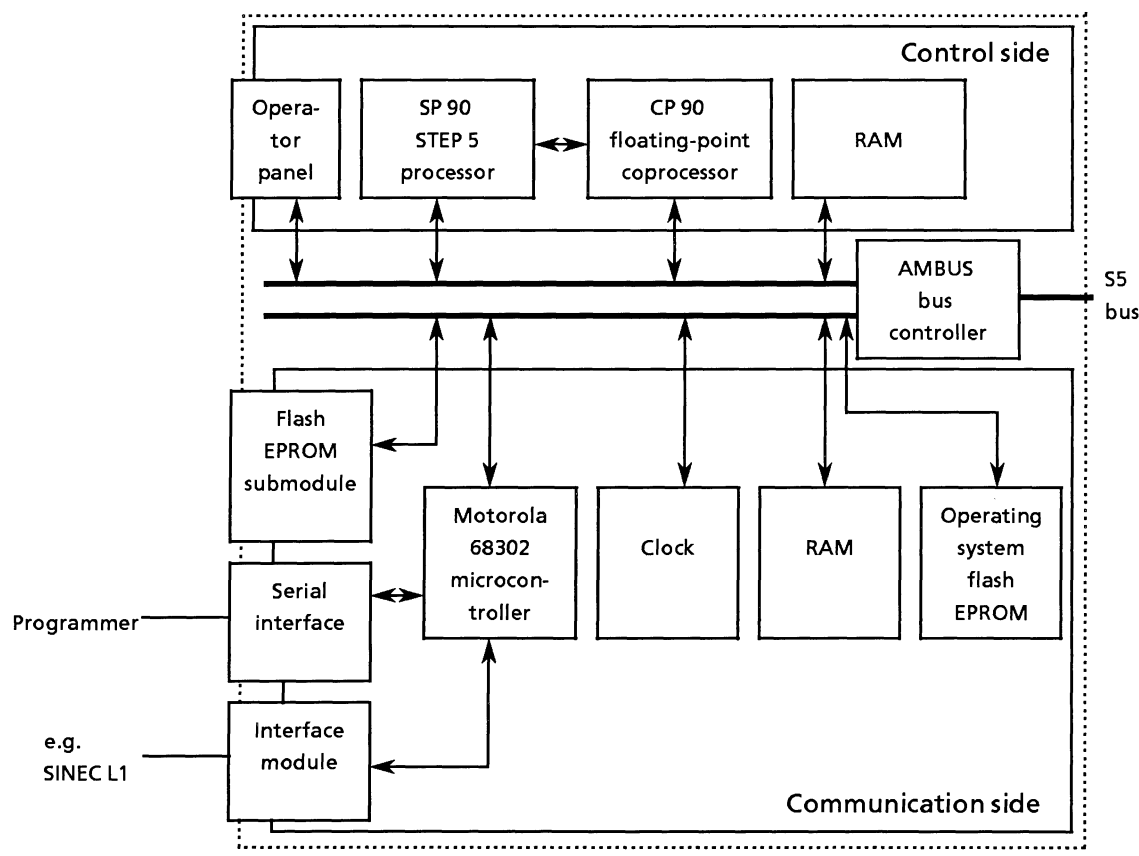 Control side
Opera-
tor
panel
SP 90
STEP 5
processor
CP 90
floating-point
coprocessor
RAM
AMBUS
bus
controller
S5
bus
Flash
EPROM
submodule
Motorola
68302
microcon-
troller
Clock
RAM
Operating
system
flash
EPROM
Serial
interface
Programmer
Interface
module
e.g.
SINEC L1
Communication side